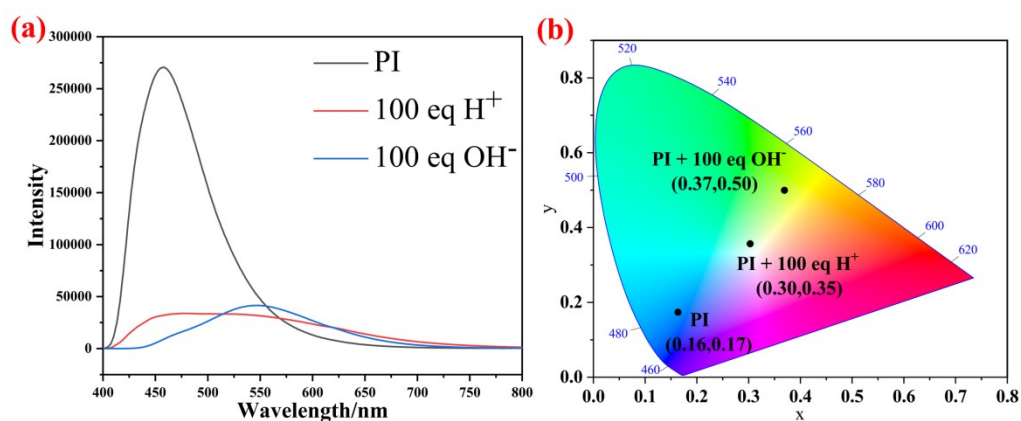 (a)
300000
250000
200000
150000
100000
50000
0
Intensity
400 450 500 550 600 650 700 750 800
Wavelength/nm
PI
100 eq H⁺
100 eq OH⁻
(b)
0.8
0.6
0.4
0.2
0.0
y
0.0 0.1 0.2 0.3 0.4 0.5 0.6 0.7 0.8
x
520
540
560
500
580
600
620
480
460
PI + 100 eq OH⁻
(0.37,0.50)
PI + 100 eq H⁺
(0.30,0.35)
PI
(0.16,0.17)